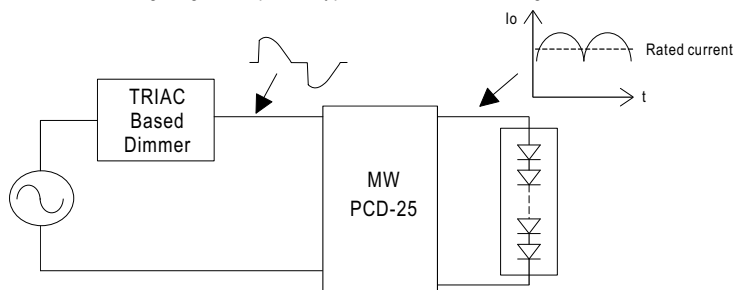 Io
Rated current
t
TRIAC
Based
Dimmer
MW
PCD-25